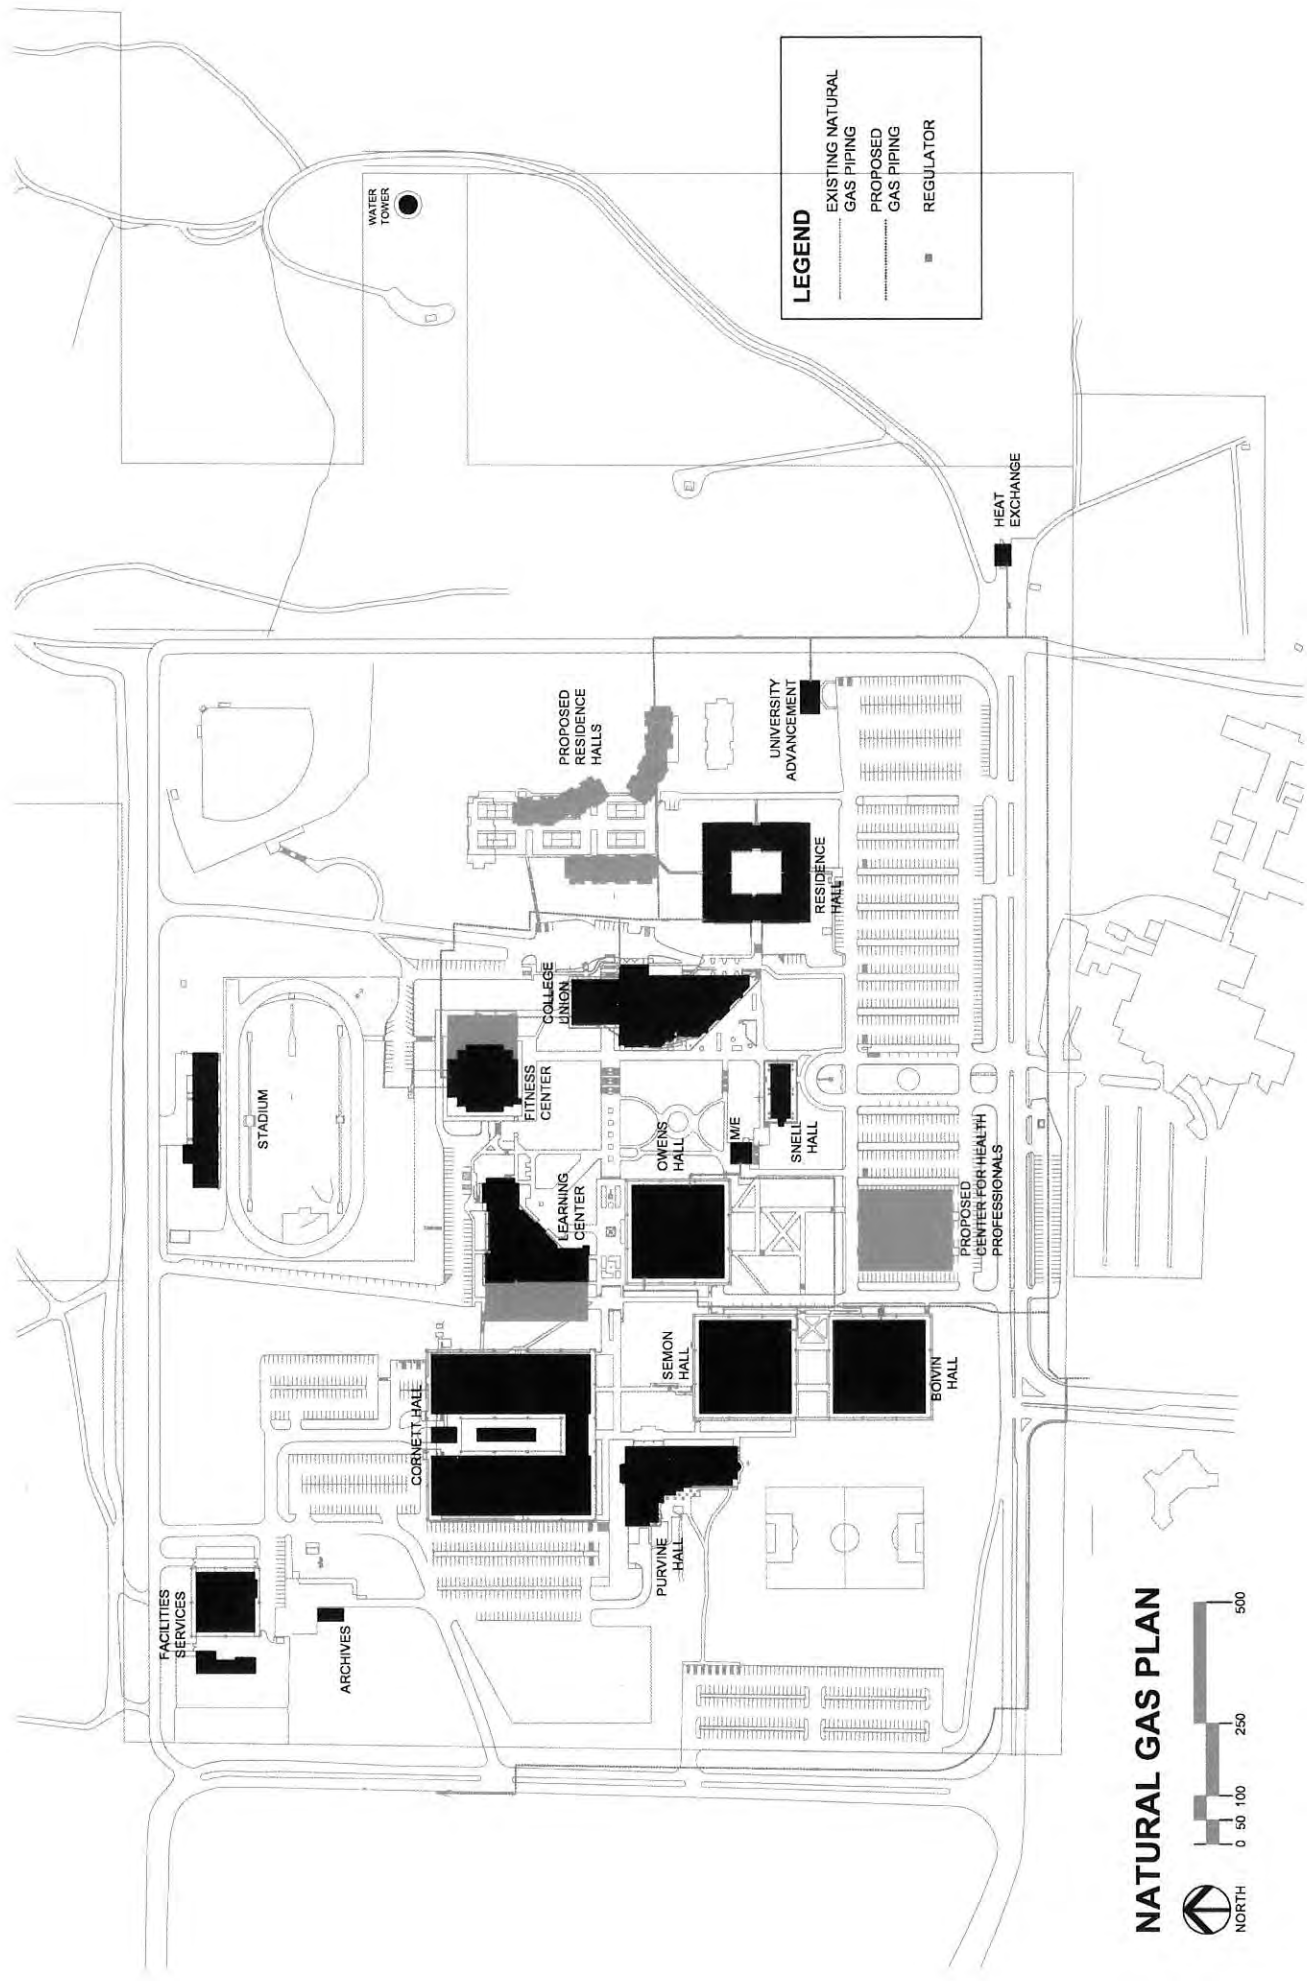 WATER
TOWER
LEGEND
EXISTING NATURAL
GAS PIPING
PROPOSED
GAS PIPING
REGULATOR
HEAT
EXCHANGE
PROPOSED
RESIDENCE
HALLS
UNIVERSITY
ADVANCEMENT
RESIDENCE
HALL
COLLEGE
UNION
STADIUM
FITNESS
CENTER
OWENS
HALL
M/E
SNELL
HALL
LEARNING
CENTER
PROPOSED
CENTER FOR HEALTH
PROFESSIONALS
SEMON
HALL
BOIVIN
HALL
CORNETT HALL
PURVINE
HALL
FACILITIES
SERVICES
ARCHIVES
NATURAL GAS PLAN
NORTH
0 50 100 250 500